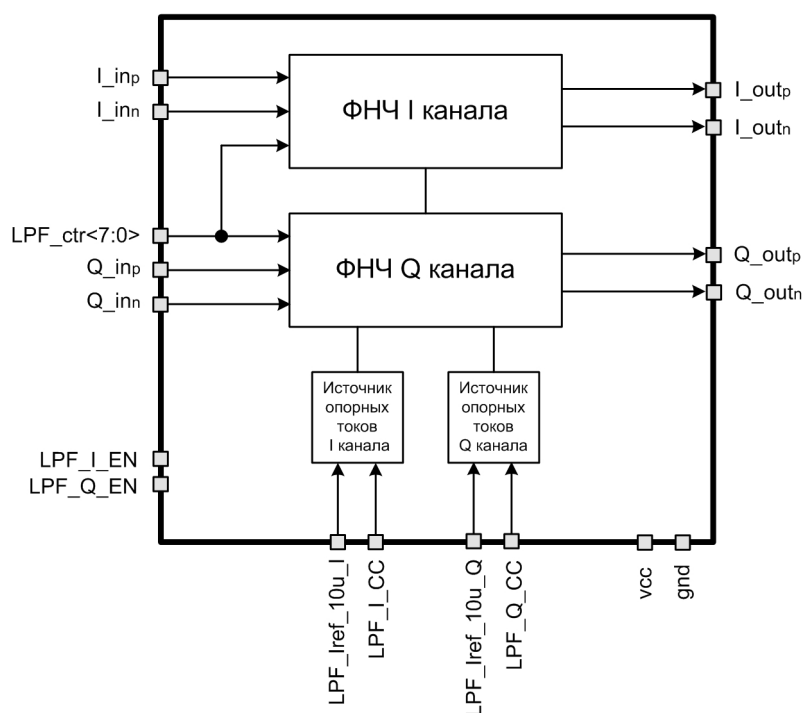 I_inp
I_inn
ФНЧ I канала
I_outp
I_outn
LPF_ctr<7:0>
Q_inp
Q_inn
ФНЧ Q канала
Q_outp
Q_outn
Источник
опорных
токов
I канала
Источник
опорных
токов
Q канала
LPF_I_EN
LPF_Q_EN
LPF_Iref_10u_I
LPF_I_CC
LPF_Iref_10u_Q
LPF_Q_CC
vcc
gnd